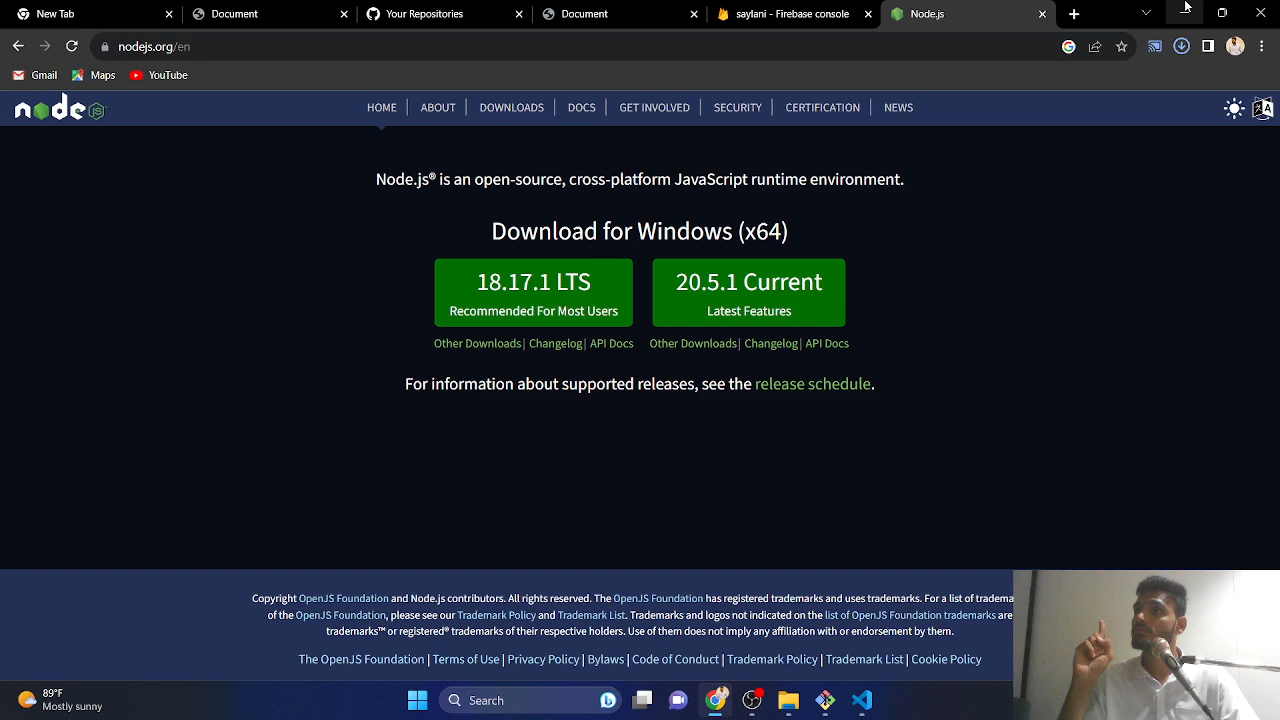 New Tab
Document
Your Repositories
Document
saylani - Firebase console
Node.js
nodejs.org/en
Gmail
Maps
YouTube
node JS
HOME
ABOUT
DOWNLOADS
DOCS
GET INVOLVED
SECURITY
CERTIFICATION
NEWS
Node.js® is an open-source, cross-platform JavaScript runtime environment.
Download for Windows (x64)
18.17.1 LTS
Recommended For Most Users
20.5.1 Current
Latest Features
Other Downloads | Changelog | API Docs
Other Downloads | Changelog | API Docs
For information about supported releases, see the release schedule.
Copyright OpenJS Foundation and Node.js contributors. All rights reserved. The OpenJS Foundation has registered trademarks and uses trademarks. For a list of tradema
of the OpenJS Foundation, please see our Trademark Policy and Trademark List. Trademarks and logos not indicated on the list of OpenJS Foundation trademarks are
trademarks™ or registered® trademarks of their respective holders. Use of them does not imply any affiliation with or endorsement by them.
The OpenJS Foundation | Terms of Use | Privacy Policy | Bylaws | Code of Conduct | Trademark Policy | Trademark List | Cookie Policy
89°F
Mostly sunny
Search